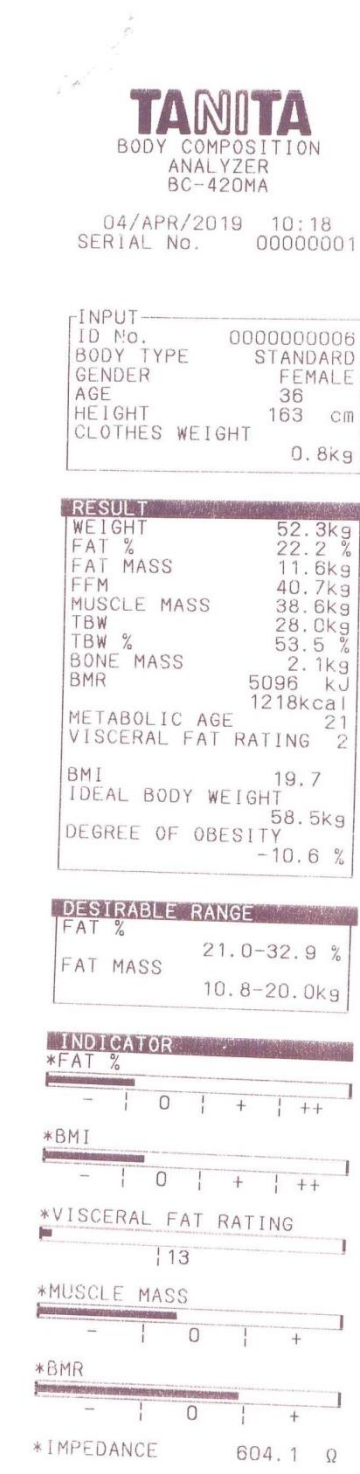 TANITA
BODY COMPOSITION
ANALYZER
BC-420MA
04/APR/2019 10:18
SERIAL No. 00000001
INPUT
ID No. 0000000006
BODY TYPE STANDARD
GENDER FEMALE
AGE 36
HEIGHT 163 cm
CLOTHES WEIGHT
0.8kg
RESULT
WEIGHT 52.3kg
FAT % 22.2 %
FAT MASS 11.6kg
FFM 40.7kg
MUSCLE MASS 38.6kg
TBW 28.0kg
TBW % 53.5 %
BONE MASS 2.1kg
BMR 5096 kJ
1218kcal
METABOLIC AGE 21
VISCERAL FAT RATING 2
BMI 19.7
IDEAL BODY WEIGHT
58.5kg
DEGREE OF OBESITY
-10.6 %
DESIRABLE RANGE
FAT %
21.0-32.9 %
FAT MASS
10.8-20.0kg
INDICATOR
*FAT %
- ¦ 0 ¦ + ¦ ++
*BMI
- ¦ 0 ¦ + ¦ ++
*VISCERAL FAT RATING
¦13
*MUSCLE MASS
- ¦ 0 ¦ +
*BMR
- ¦ 0 ¦ +
*IMPEDANCE 604.1 Ω